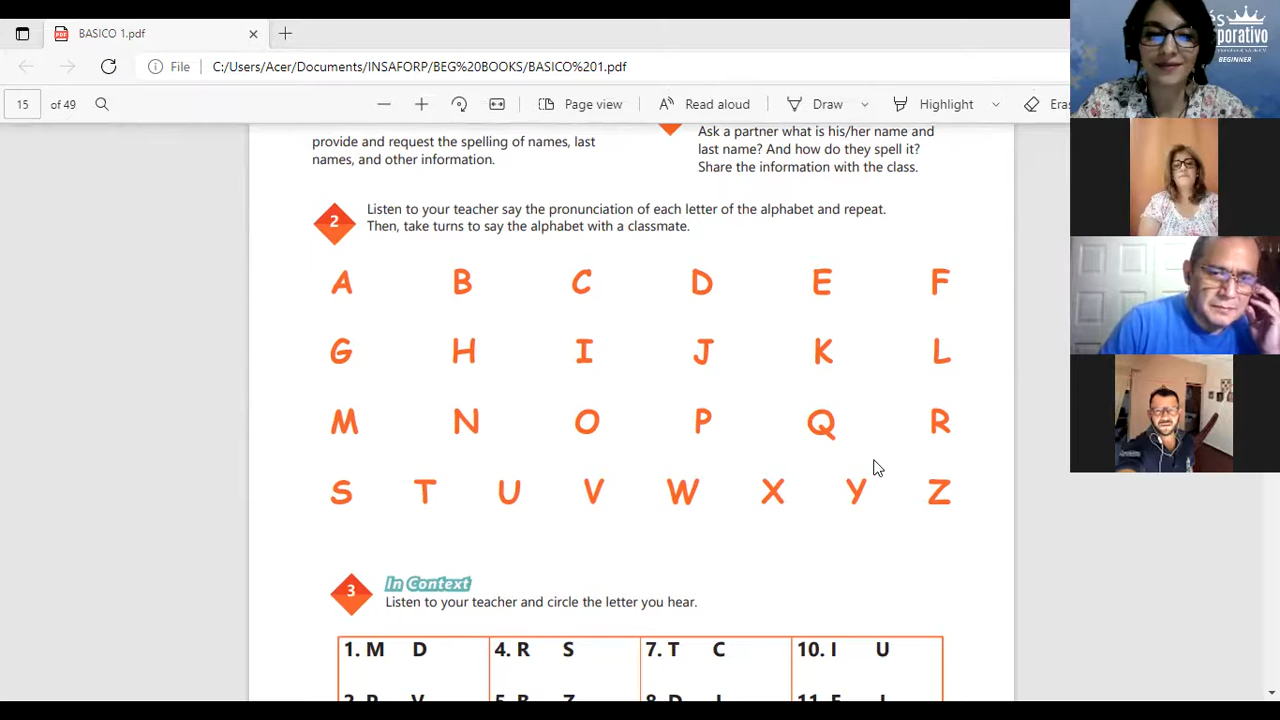 BASICO 1.pdf
File C:/Users/Acer/Documents/INSAFORP/BEG%20BOOKS/BASICO%201.pdf
15 of 49 Page view Read aloud Draw Highlight
provide and request the spelling of names, last
names, and other information.
Ask a partner what is his/her name and
last name? And how do they spell it?
Share the information with the class.
2 Listen to your teacher say the pronunciation of each letter of the alphabet and repeat.
Then, take turns to say the alphabet with a classmate.
A B C D E F
G H I J K L
M N O P Q R
S T U V W X Y Z
3 In Context
Listen to your teacher and circle the letter you hear.
1. M D 4. R S 7. T C 10. I U
BEGINNER